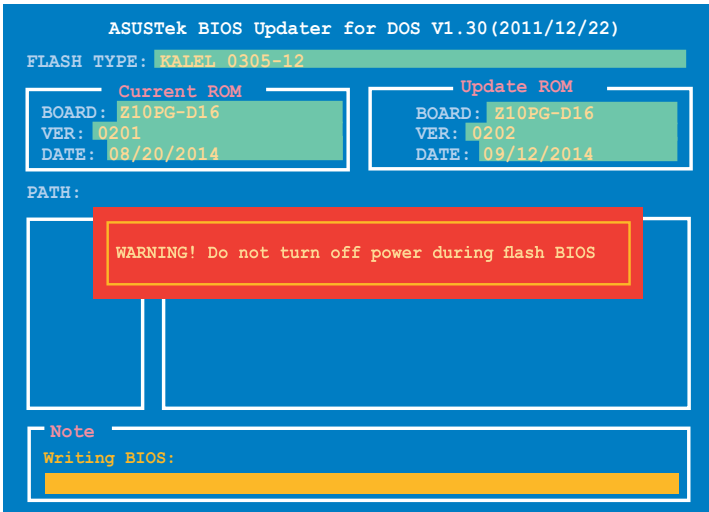 ASUSTek BIOS Updater for DOS V1.30(2011/12/22)
FLASH TYPE: KALEL 0305-12
Current ROM
BOARD: Z10PG-D16
VER: 0201
DATE: 08/20/2014
Update ROM
BOARD: Z10PG-D16
VER: 0202
DATE: 09/12/2014
PATH:
WARNING! Do not turn off power during flash BIOS
Note
Writing BIOS: